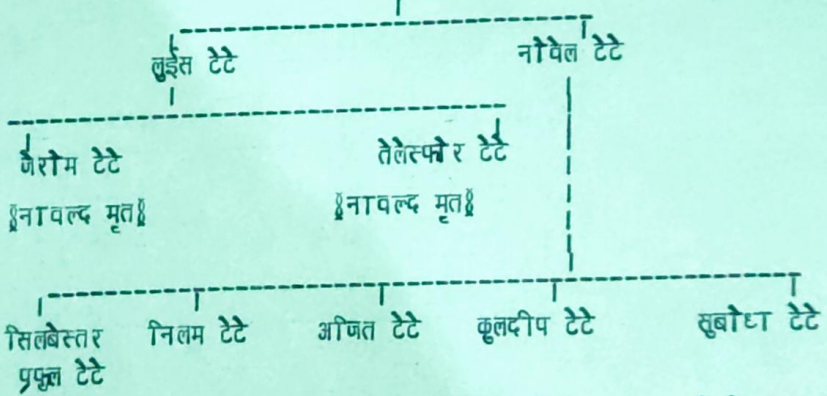 लुईस टेटे नोवेल टेटे
जेरोम टेटे तेलेस्फोर टेटे
नावल्द मृत नावल्द मृत
सिलबेस्तर निलम टेटे अजित टेटे कुलदीप टेटे सुबोध टेटे
प्रफुल टेटे